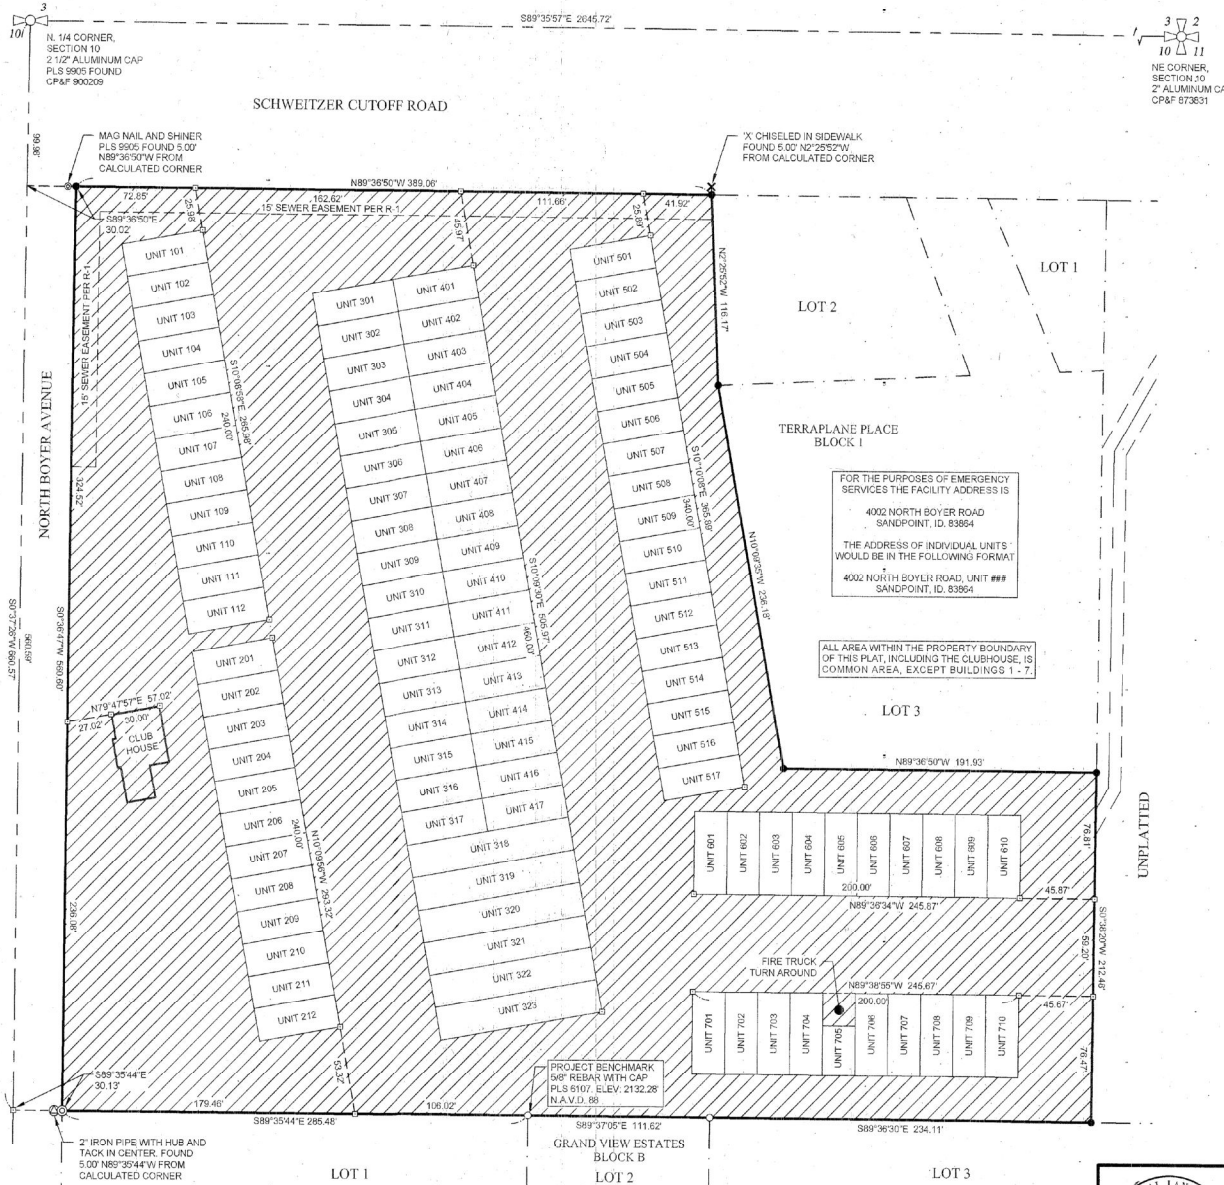 3
S89°35'57"E 2645.72'
10
N. 1/4 CORNER,
SECTION 10
2 1/2" ALUMINUM CAP
PLS 9905 FOUND
CP&F 900209
3 2
10 11
NE CORNER,
SECTION 10
2" ALUMINUM CA
CP&F 873831
SCHWEITZER CUTOFF ROAD
99.98'
MAG NAIL AND SHINER
PLS 9905 FOUND 5.00'
N89°36'50"W FROM
CALCULATED CORNER
'X' CHISELED IN SIDEWALK
FOUND 5.00' N2°25'52"W
FROM CALCULATED CORNER
N89°36'50"W 389.06'
72.85'
162.62'
111.66'
41.92'
15' SEWER EASEMENT PER R-1
S89°36'50"E
30.02'
25.98'
45.97'
25.89'
15' SEWER EASEMENT PER R-1
NORTH BOYER AVENUE
324.52'
S0°36'47"W 560.60'
S0°37'26"W 660.57'
560.59'
236.08'
UNIT 101
UNIT 102
UNIT 103
UNIT 104
UNIT 105
UNIT 106
UNIT 107
UNIT 108
UNIT 109
UNIT 110
UNIT 111
UNIT 112
S10°08'58"E 265.98'
240.00'
UNIT 201
UNIT 202
UNIT 203
UNIT 204
UNIT 205
UNIT 206
UNIT 207
UNIT 208
UNIT 209
UNIT 210
UNIT 211
UNIT 212
240.00'
N10°09'56"W 293.32'
53.32'
N79°47'57"E 57.02'
27.02'
30.00'
CLUB
HOUSE
UNIT 301
UNIT 302
UNIT 303
UNIT 304
UNIT 305
UNIT 306
UNIT 307
UNIT 308
UNIT 309
UNIT 310
UNIT 311
UNIT 312
UNIT 313
UNIT 314
UNIT 315
UNIT 316
UNIT 317
UNIT 318
UNIT 319
UNIT 320
UNIT 321
UNIT 322
UNIT 323
UNIT 401
UNIT 402
UNIT 403
UNIT 404
UNIT 405
UNIT 406
UNIT 407
UNIT 408
UNIT 409
UNIT 410
UNIT 411
UNIT 412
UNIT 413
UNIT 414
UNIT 415
UNIT 416
UNIT 417
S10°09'30"E 505.97'
460.00'
UNIT 501
UNIT 502
UNIT 503
UNIT 504
UNIT 505
UNIT 506
UNIT 507
UNIT 508
UNIT 509
UNIT 510
UNIT 511
UNIT 512
UNIT 513
UNIT 514
UNIT 515
UNIT 516
UNIT 517
S10°10'08"E 365.89'
340.00'
N2°25'52"W 116.17'
N10°09'35"W 236.18'
LOT 2
LOT 1
TERRAPLANE PLACE
BLOCK 1
FOR THE PURPOSES OF EMERGENCY
SERVICES THE FACILITY ADDRESS IS
4002 NORTH BOYER ROAD
SANDPOINT, ID. 83864
THE ADDRESS OF INDIVIDUAL UNITS
WOULD BE IN THE FOLLOWING FORMAT
4002 NORTH BOYER ROAD, UNIT ###
SANDPOINT, ID. 83864
ALL AREA WITHIN THE PROPERTY BOUNDARY
OF THIS PLAT, INCLUDING THE CLUBHOUSE, IS
COMMON AREA, EXCEPT BUILDINGS 1 - 7.
LOT 3
N89°36'50"W 191.93'
UNPLATTED
76.81'
UNIT 601
UNIT 602
UNIT 603
UNIT 604
UNIT 605
UNIT 606
UNIT 607
UNIT 608
UNIT 609
UNIT 610
200.00'
45.87'
N89°36'34"W 245.87'
S0°36'20"W 212.48'
59.20'
FIRE TRUCK
TURN AROUND
N89°38'55"W 245.67'
200.00'
45.67'
UNIT 701
UNIT 702
UNIT 703
UNIT 704
UNIT 705
UNIT 706
UNIT 707
UNIT 708
UNIT 709
UNIT 710
76.47'
PROJECT BENCHMARK
5/8" REBAR WITH CAP
PLS 6107. ELEV: 2132.28'
N.A.V.D. 88
S89°35'44"E
30.13'
179.46'
106.02'
S89°35'44"E 285.48'
S89°37'05"E 111.62'
S89°36'30"E 234.11'
2" IRON PIPE WITH HUB AND
TACK IN CENTER, FOUND
5.00' N89°35'44"W FROM
CALCULATED CORNER
GRAND VIEW ESTATES
BLOCK B
LOT 1
LOT 2
LOT 3